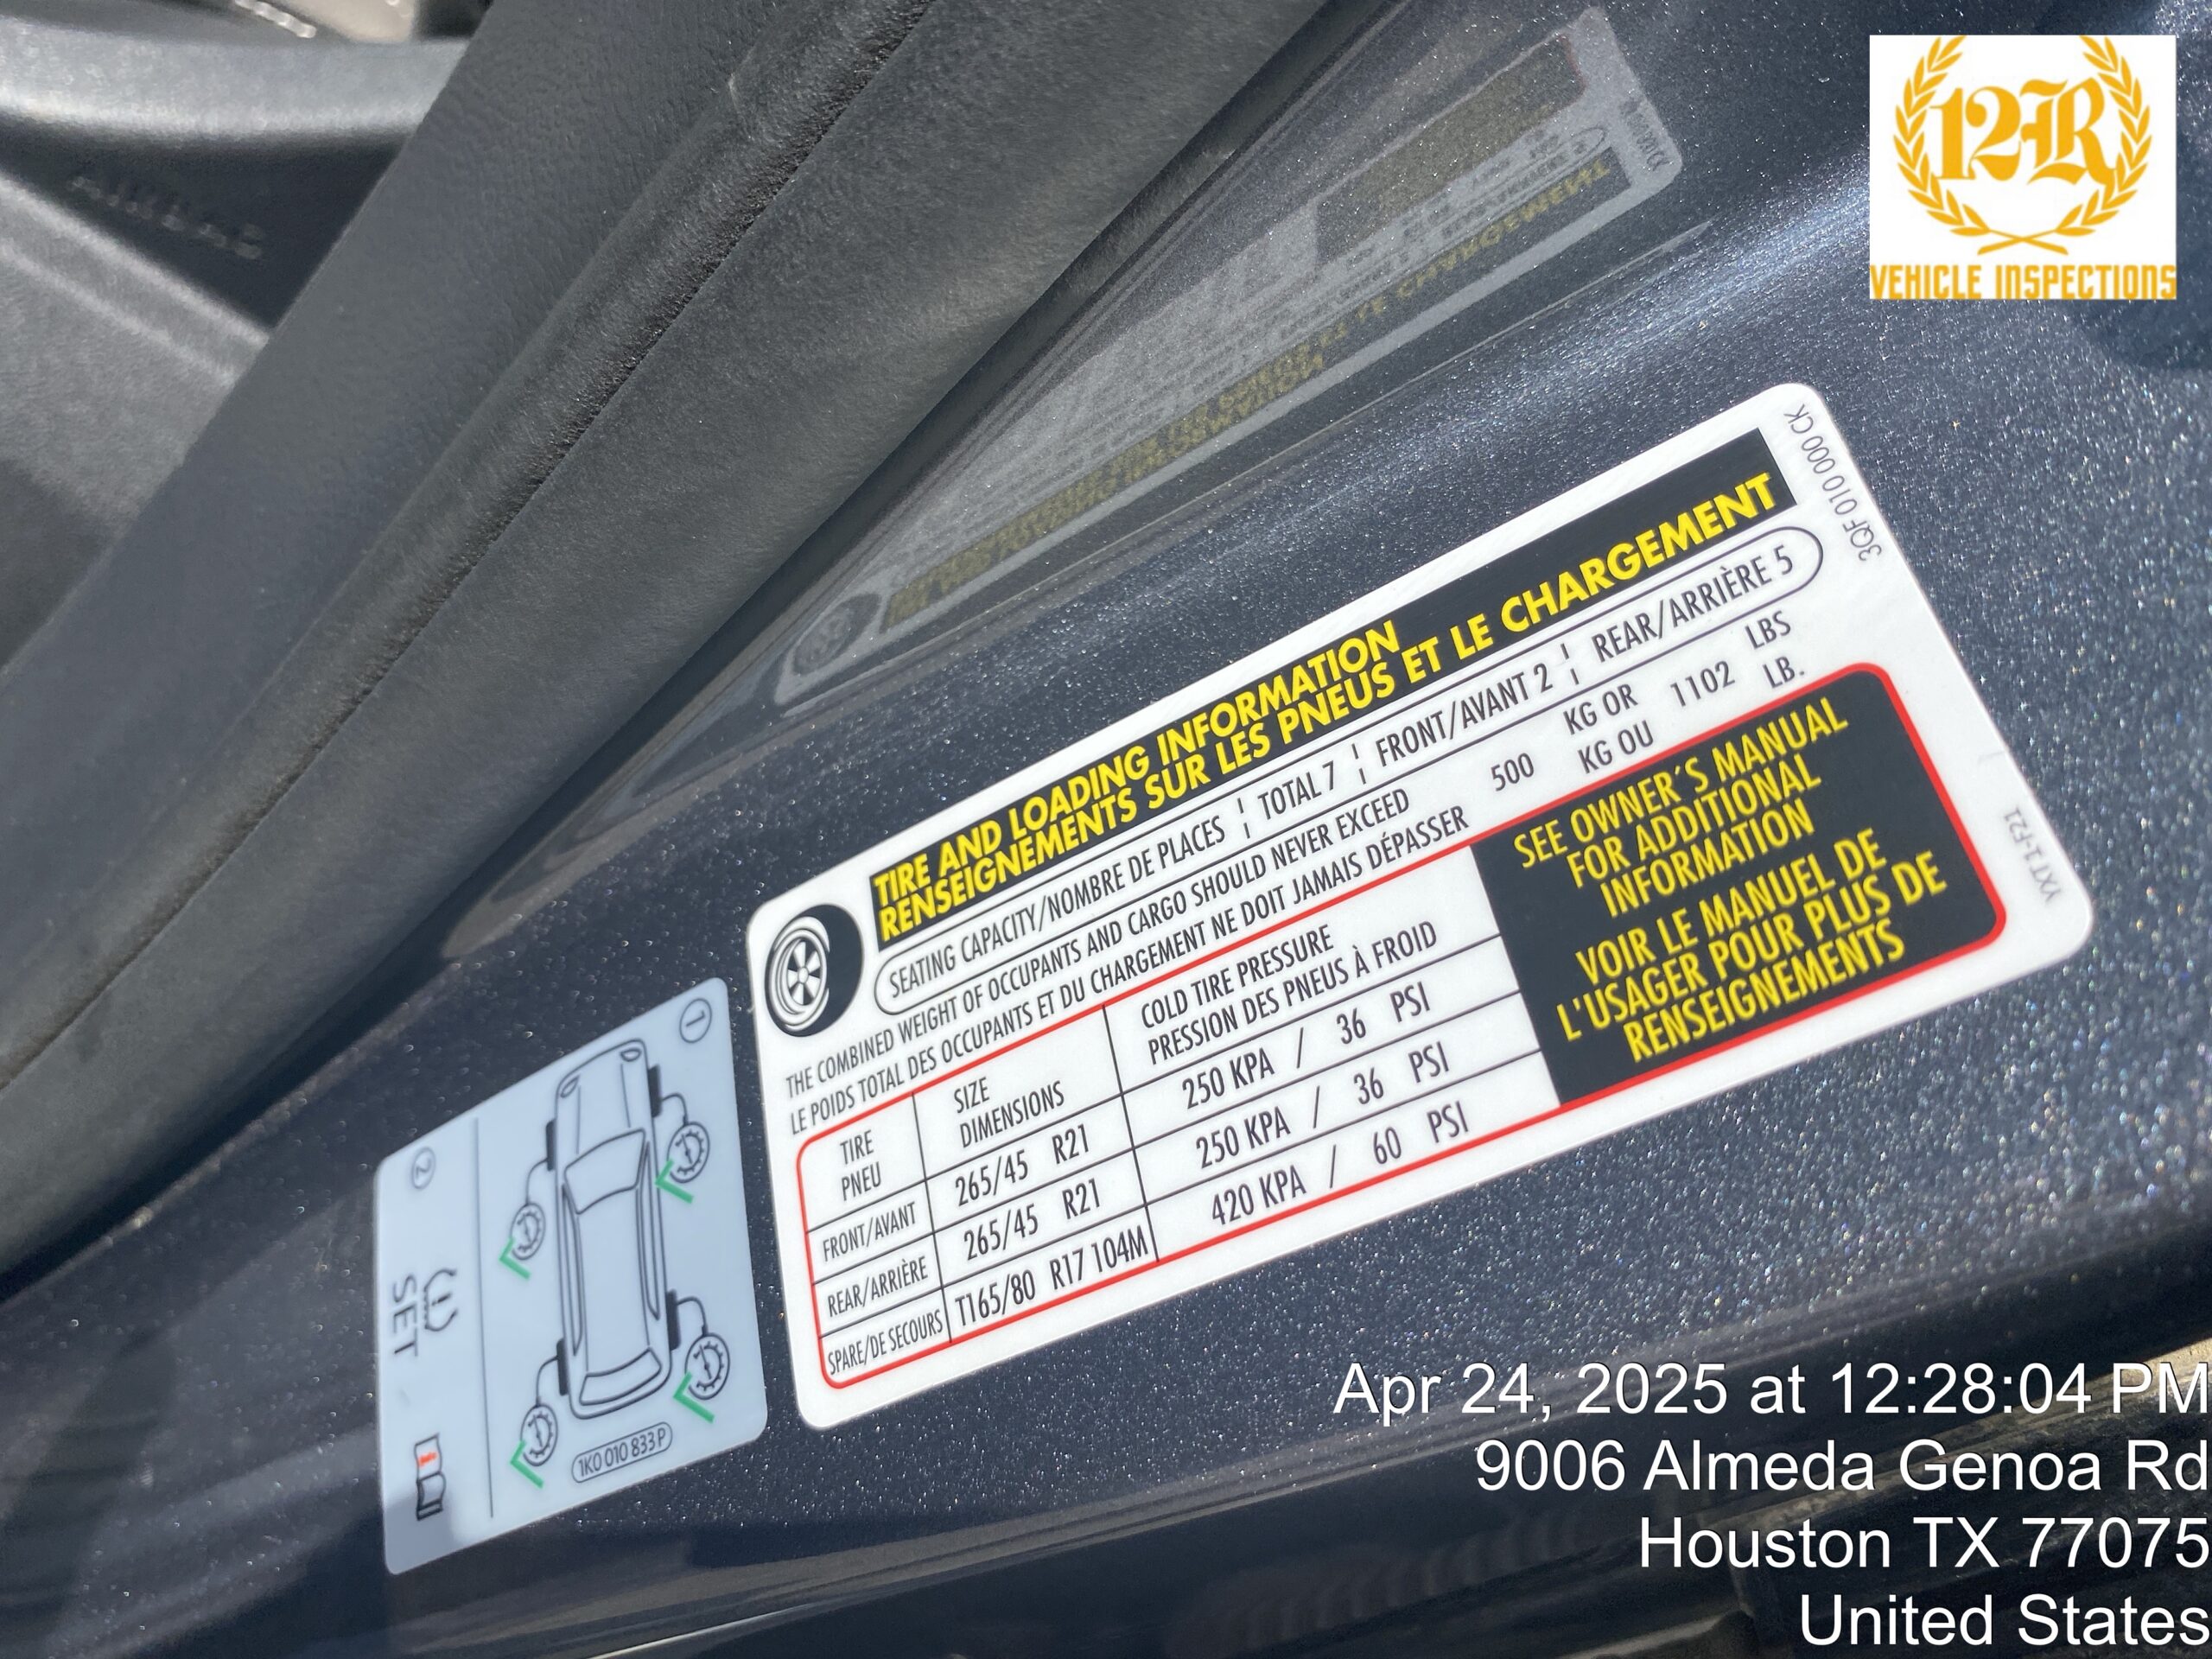 12R
VEHICLE INSPECTIONS
AIRBAG
3QF 010 000 CK
TIRE AND LOADING INFORMATION
RENSEIGNEMENTS SUR LES PNEUS ET LE CHARGEMENT
SEATING CAPACITY/NOMBRE DE PLACES ¦ TOTAL 7 ¦ FRONT/AVANT 2 ¦ REAR/ARRIÈRE 5
THE COMBINED WEIGHT OF OCCUPANTS AND CARGO SHOULD NEVER EXCEED 500 KG OR 1102 LBS
LE POIDS TOTAL DES OCCUPANTS ET DU CHARGEMENT NE DOIT JAMAIS DÉPASSER KG OU LB.
TIRE SIZE COLD TIRE PRESSURE
PNEU DIMENSIONS PRESSION DES PNEUS À FROID
FRONT/AVANT 265/45 R21 250 KPA / 36 PSI
REAR/ARRIÈRE 265/45 R21 250 KPA / 36 PSI
SPARE/DE SECOURS T165/80 R17 104M 420 KPA / 60 PSI
SEE OWNER'S MANUAL
FOR ADDITIONAL
INFORMATION
VOIR LE MANUEL DE
L'USAGER POUR PLUS DE
RENSEIGNEMENTS
YXT1-F21
1
2
SET
1K0 010 833 P
Apr 24, 2025 at 12:28:04 PM
9006 Almeda Genoa Rd
Houston TX 77075
United States